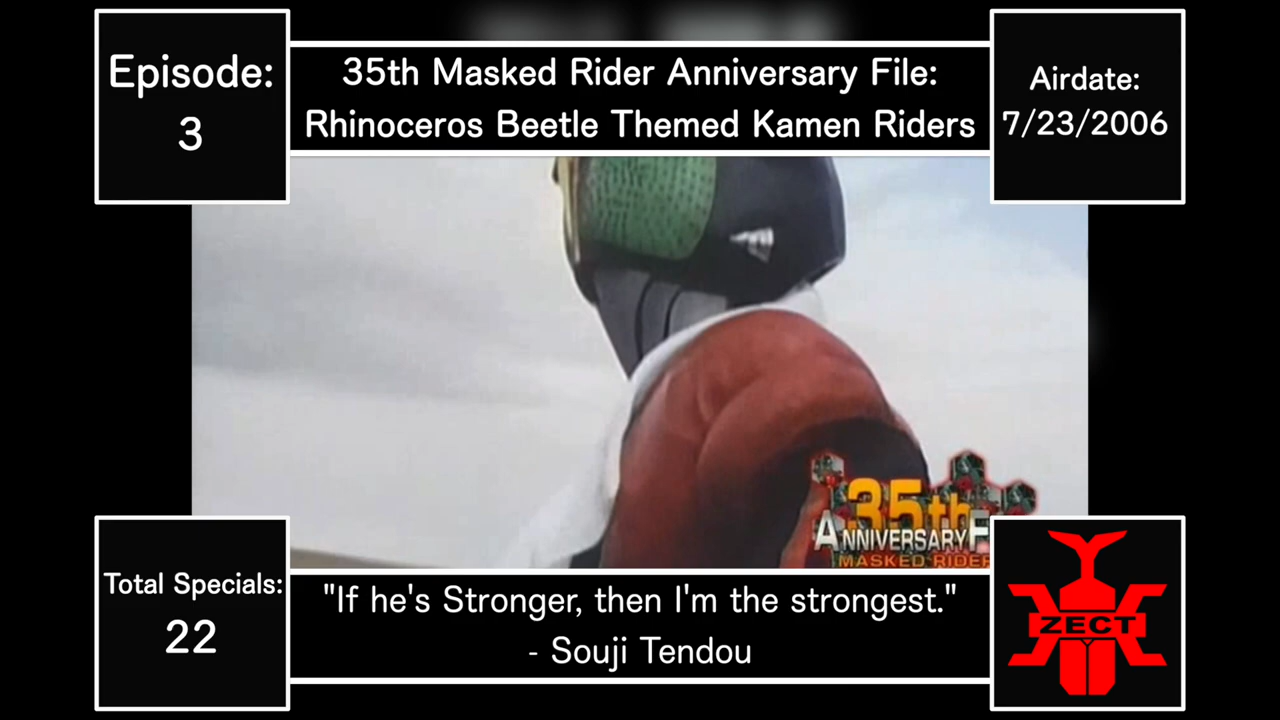 Episode:
3
35th Masked Rider Anniversary File:
Rhinoceros Beetle Themed Kamen Riders
Airdate:
7/23/2006
35th
ANNIVERSARY F
MASKED RIDER
Total Specials:
22
"If he's Stronger, then I'm the strongest."
- Souji Tendou
ZECT